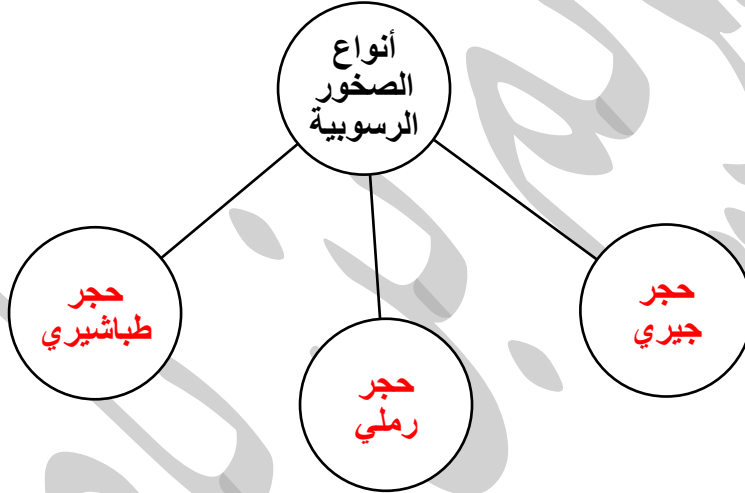 أنواع
الصخور
الرسوبية
حجر
جيري
حجر
رملي
حجر
طباشيري